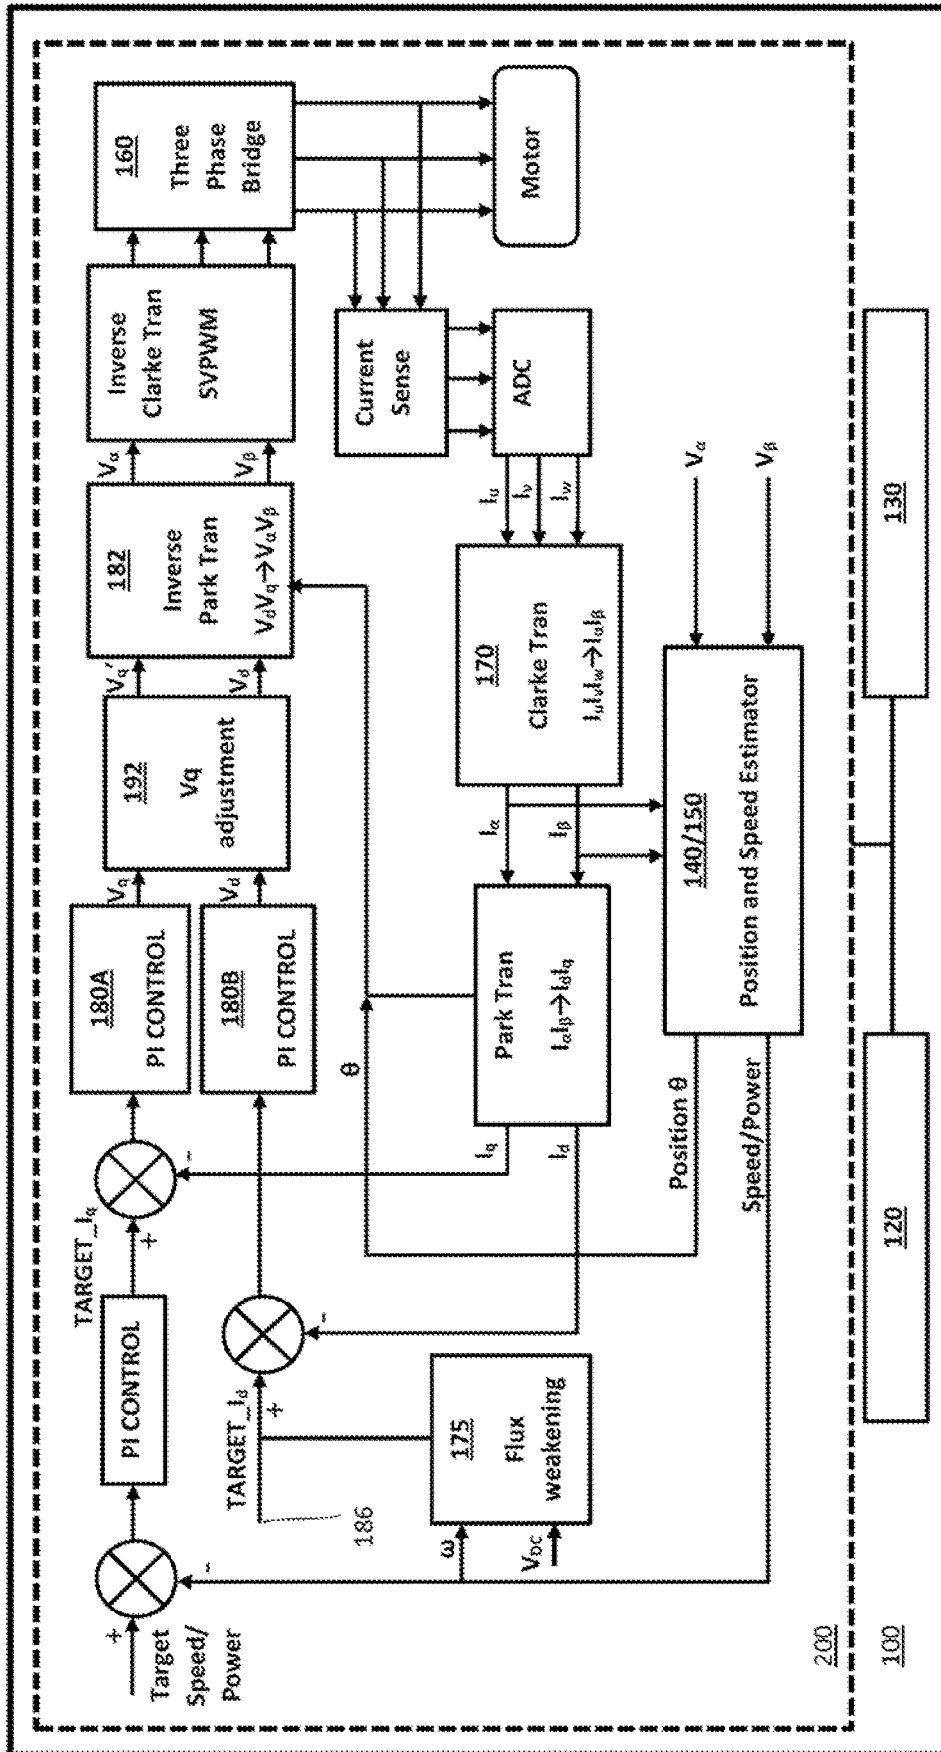 Target
Speed/
Power
+
-
PI CONTROL
TARGET_Iq
+
-
180A
PI CONTROL
Vq
192
Vq
adjustment
Vq'
182
Inverse
Park Tran
VdVq→VαVβ
Vα
Inverse
Clarke Tran
SVPWM
160
Three
Phase
Bridge
TARGET_Id
+
-
186
180B
PI CONTROL
Vd
Vd
Vβ
ω
VDC
175
Flux
weakening
θ
Iq
Id
Park Tran
IαIβ→IdIq
Iα
Iβ
170
Clarke Tran
IuIvIw→IαIβ
Iu
Iv
Iw
Current
Sense
ADC
Motor
Position θ
Speed/Power
140/150
Position and Speed Estimator
Vα
Vβ
200
100
120
130